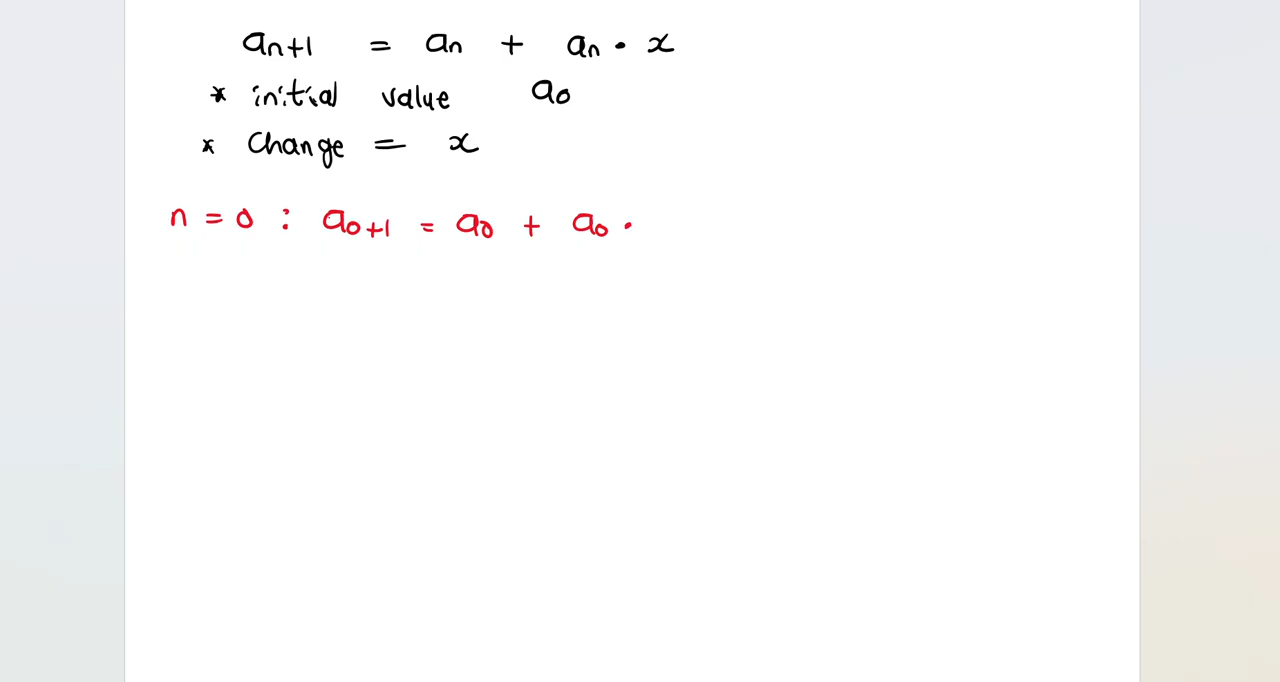 aₙ₊₁ = aₙ + aₙ · x
* initial value a₀
* Change = x
n = 0 : a₀₊₁ = a₀ + a₀ ·